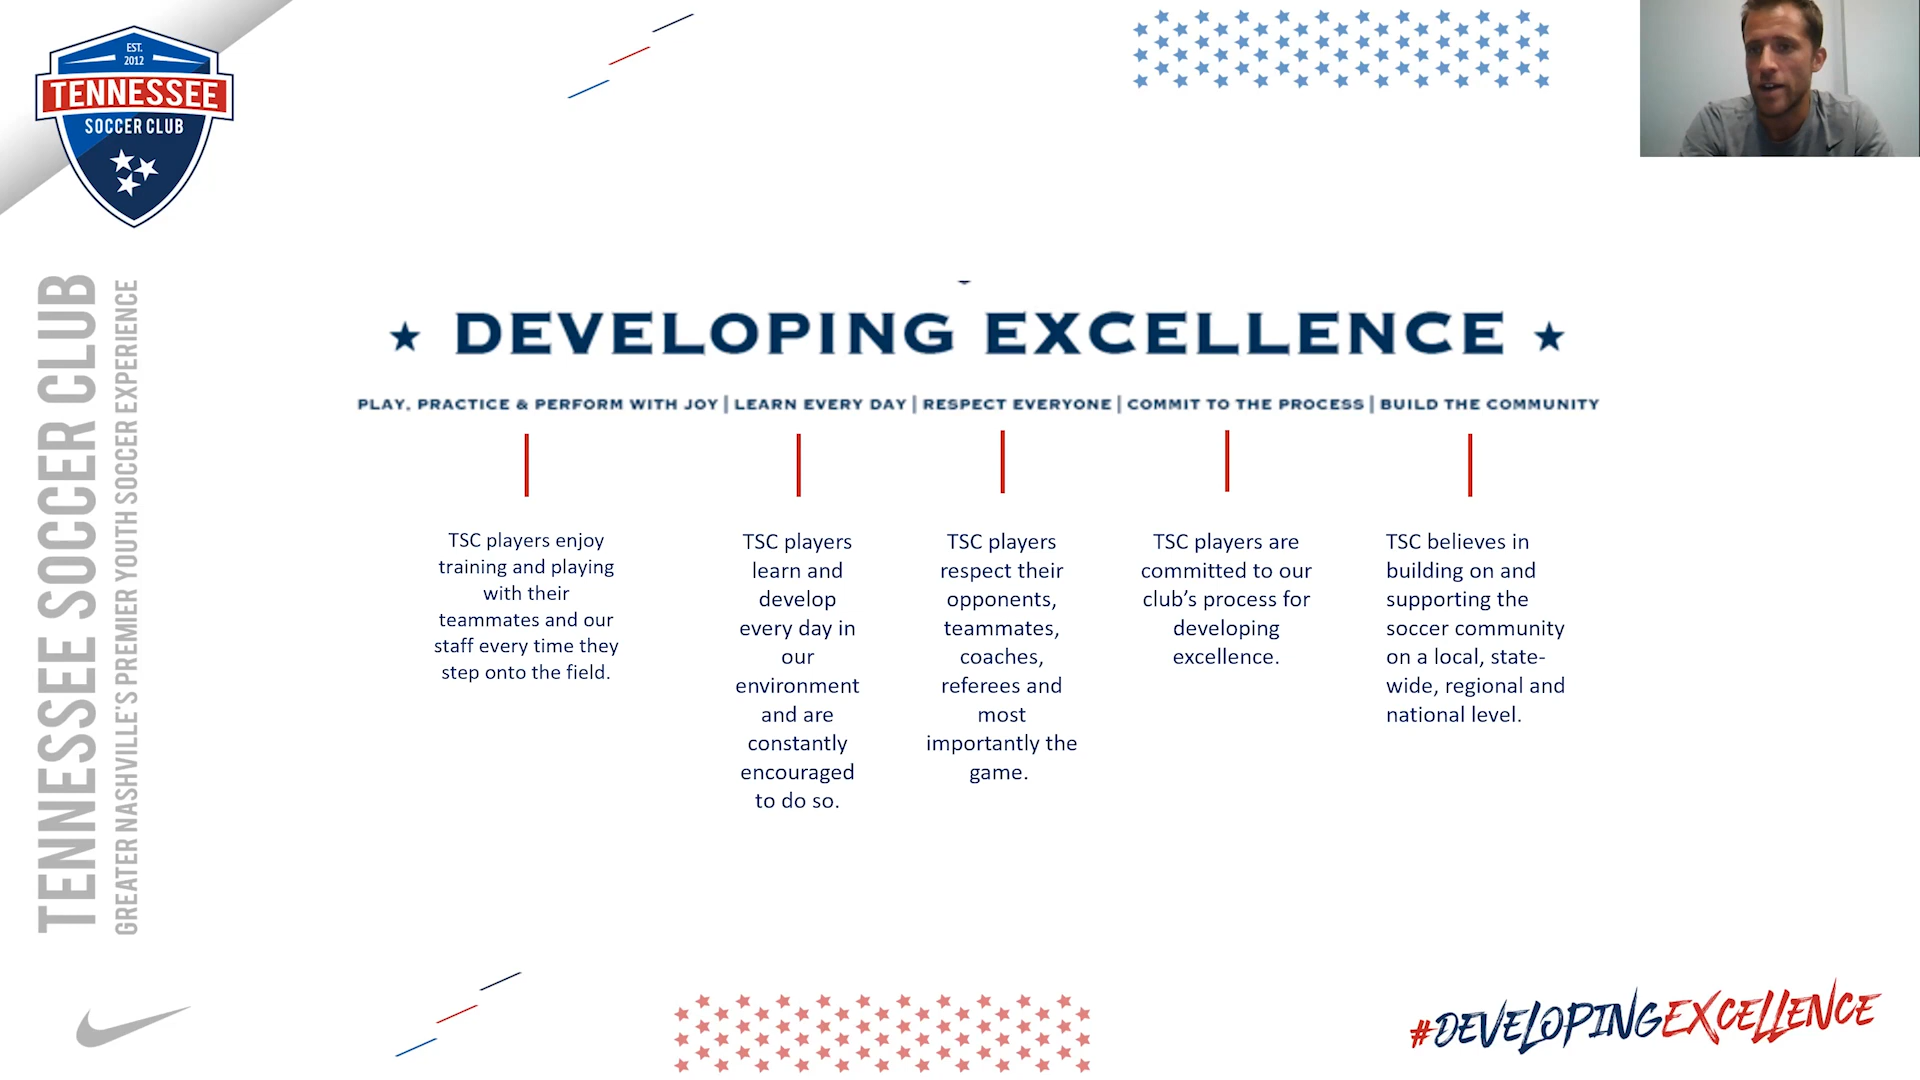 EST.
2012
TENNESSEE
SOCCER CLUB
TENNESSEE SOCCER CLUB
GREATER NASHVILLE'S PREMIER YOUTH SOCCER EXPERIENCE
DEVELOPING EXCELLENCE
PLAY, PRACTICE & PERFORM WITH JOY | LEARN EVERY DAY | RESPECT EVERYONE | COMMIT TO THE PROCESS | BUILD THE COMMUNITY
TSC players enjoy
training and playing
with their
teammates and our
staff every time they
step onto the field.
TSC players
learn and
develop
every day in
our
environment
and are
constantly
encouraged
to do so.
TSC players
respect their
opponents,
teammates,
coaches,
referees and
most
importantly the
game.
TSC players are
committed to our
club's process for
developing
excellence.
TSC believes in
building on and
supporting the
soccer community
on a local, state-
wide, regional and
national level.
#DEVELOPINGEXCELLENCE